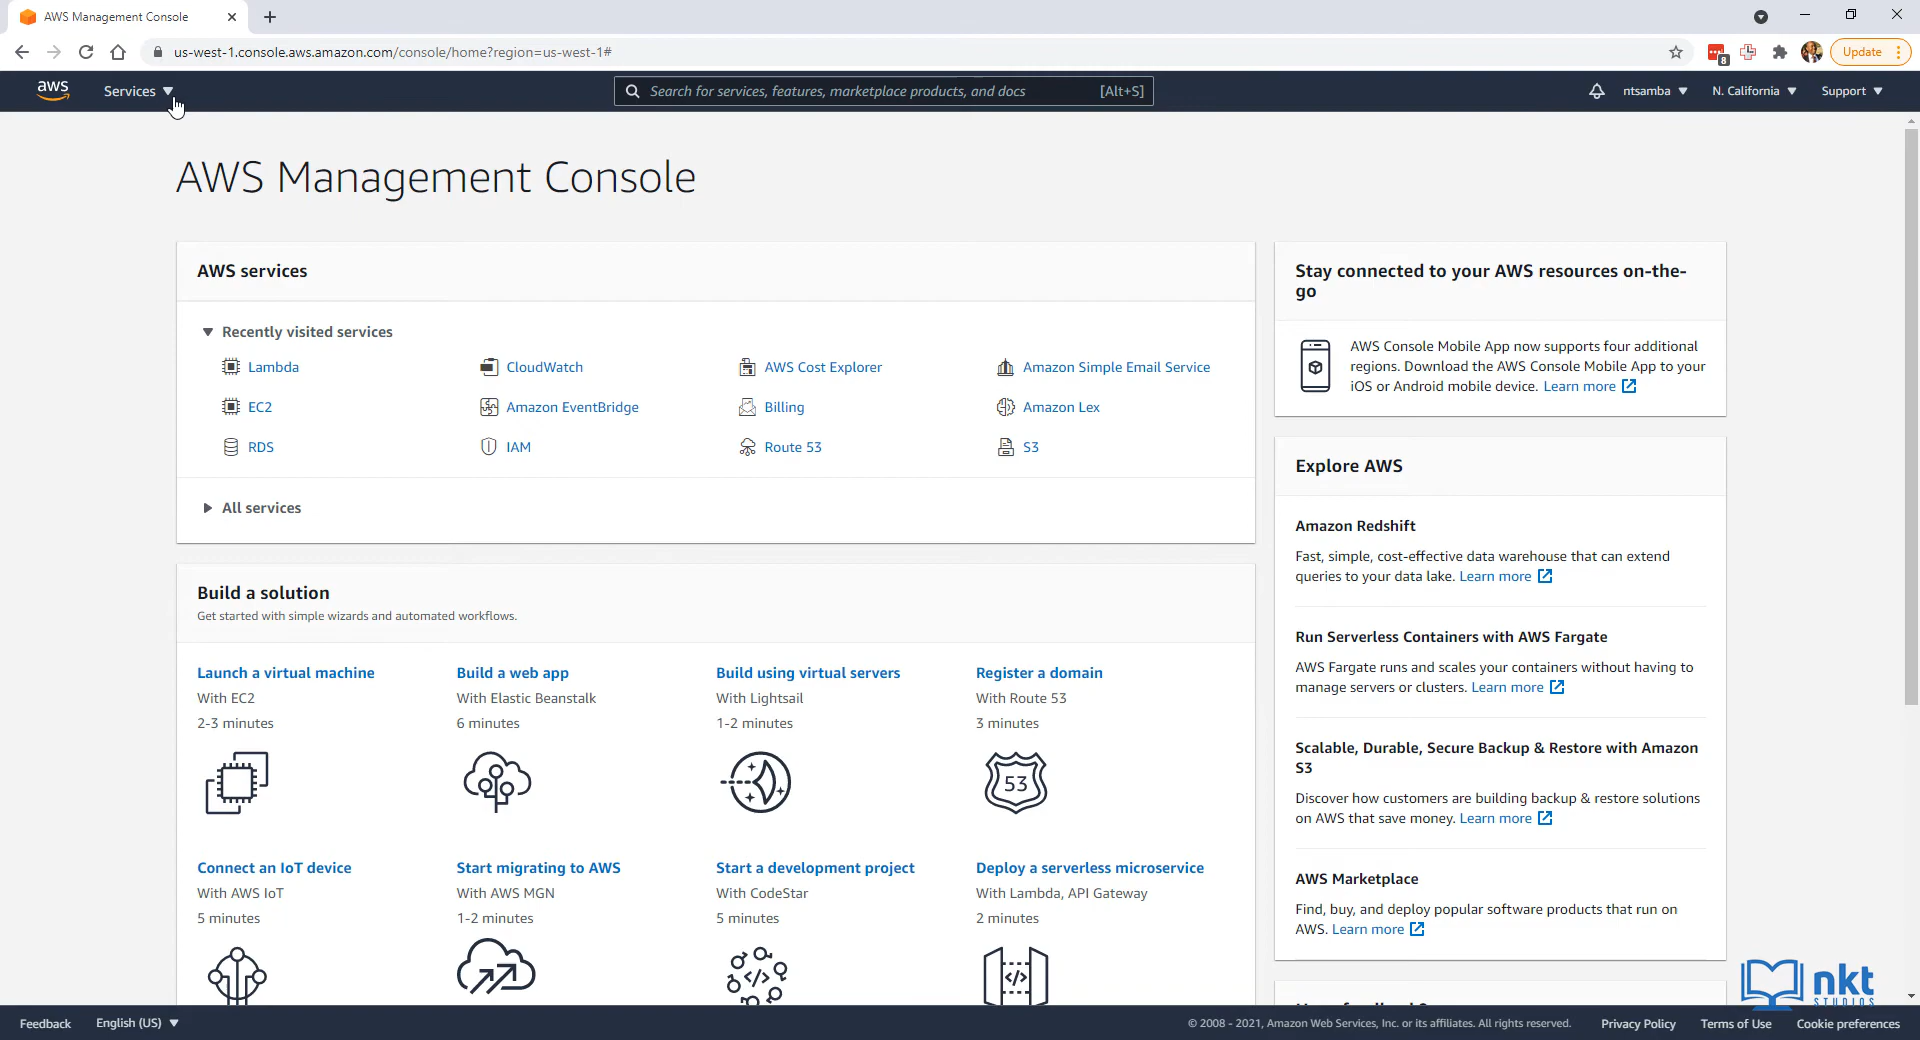 AWS Management Console
us-west-1.console.aws.amazon.com/console/home?region=us-west-1#
8
Update
aws
Services
Search for services, features, marketplace products, and docs
[Alt+S]
ntsamba
N. California
Support
AWS Management Console
AWS services
Recently visited services
Lambda
CloudWatch
AWS Cost Explorer
Amazon Simple Email Service
EC2
Amazon EventBridge
Billing
Amazon Lex
RDS
IAM
Route 53
S3
All services
Build a solution
Get started with simple wizards and automated workflows.
Launch a virtual machine
With EC2
2-3 minutes
Build a web app
With Elastic Beanstalk
6 minutes
Build using virtual servers
With Lightsail
1-2 minutes
Register a domain
With Route 53
3 minutes
53
Connect an IoT device
With AWS IoT
5 minutes
Start migrating to AWS
With AWS MGN
1-2 minutes
Start a development project
With CodeStar
5 minutes
</>
Deploy a serverless microservice
With Lambda, API Gateway
2 minutes
</>
Stay connected to your AWS resources on-the-
go
AWS Console Mobile App now supports four additional
regions. Download the AWS Console Mobile App to your
iOS or Android mobile device. Learn more
Explore AWS
Amazon Redshift
Fast, simple, cost-effective data warehouse that can extend
queries to your data lake. Learn more
Run Serverless Containers with AWS Fargate
AWS Fargate runs and scales your containers without having to
manage servers or clusters. Learn more
Scalable, Durable, Secure Backup & Restore with Amazon
S3
Discover how customers are building backup & restore solutions
on AWS that save money. Learn more
AWS Marketplace
Find, buy, and deploy popular software products that run on
AWS. Learn more
nkt
STUDIOS
Feedback
English (US)
© 2008 - 2021, Amazon Web Services, Inc. or its affiliates. All rights reserved.
Privacy Policy
Terms of Use
Cookie preferences